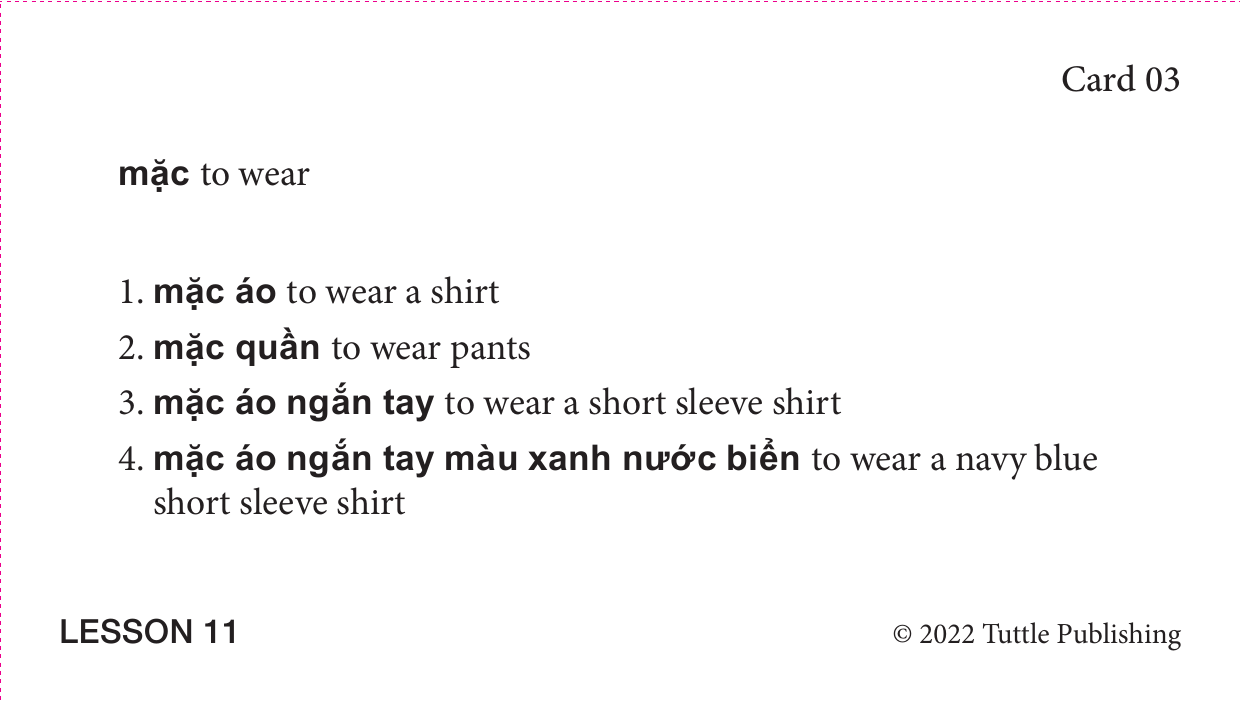 Card 03
mặc to wear
1. mặc áo to wear a shirt
2. mặc quần to wear pants
3. mặc áo ngắn tay to wear a short sleeve shirt
4. mặc áo ngắn tay màu xanh nước biển to wear a navy blue
short sleeve shirt
LESSON 11
© 2022 Tuttle Publishing